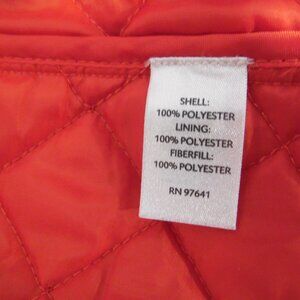 SHELL:
100% POLYESTER
LINING:
100% POLYESTER
FIBERFILL:
100% POLYESTER
RN 97641